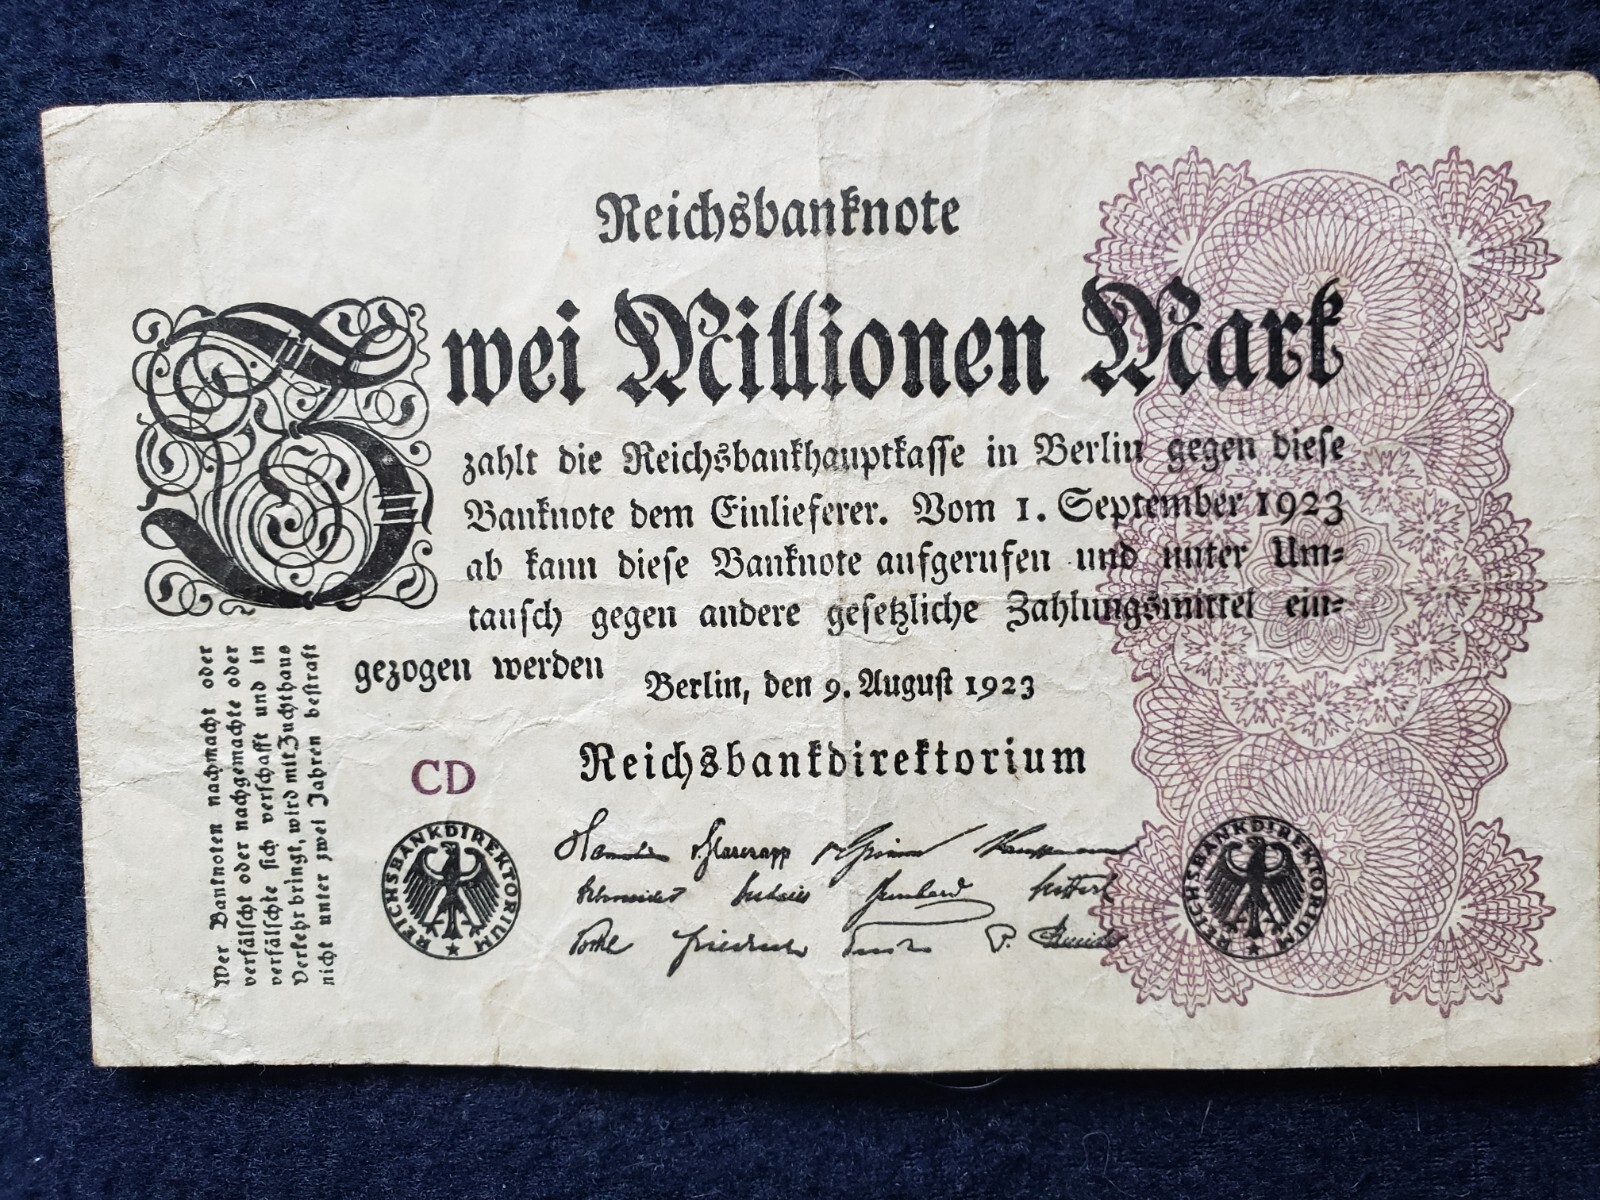 Reichsbanknote
Zwei Millionen Mark
zahlt die Reichsbankhauptkasse in Berlin gegen diese
Banknote dem Einlieferer. Vom 1. September 1923
ab kann diese Banknote aufgerufen und unter Um-
tausch gegen andere gesetzliche Zahlungsmittel ein-
gezogen werden
Berlin, den 9. August 1923
Reichsbankdirektorium
CD
REICHSBANKDIREKTORIUM
REICHSBANKDIREKTORIUM
Wer Banknoten nachmacht oder
verfälscht oder nachgemachte oder
verfälschte sich verschafft und in
Verkehr bringt, wird mit Zuchthaus
nicht unter zwei Jahren bestraft